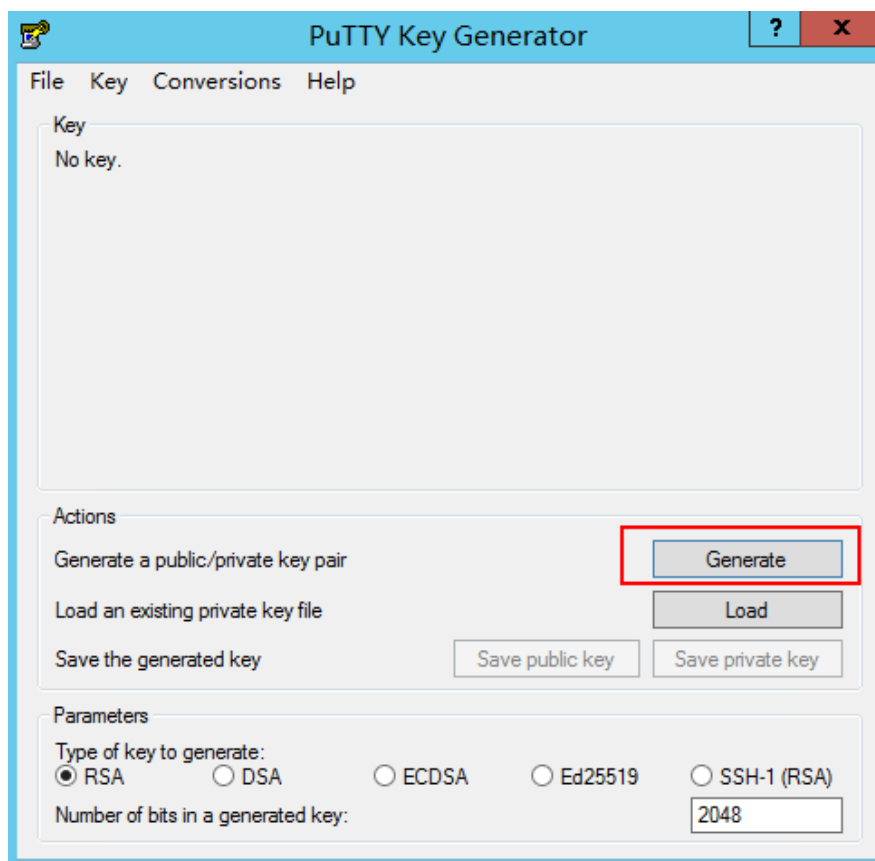 PuTTY Key Generator
? x
File Key Conversions Help
Key
No key.
Actions
Generate a public/private key pair Generate
Load an existing private key file Load
Save the generated key Save public key Save private key
Parameters
Type of key to generate:
RSA DSA ECDSA Ed25519 SSH-1 (RSA)
Number of bits in a generated key: 2048